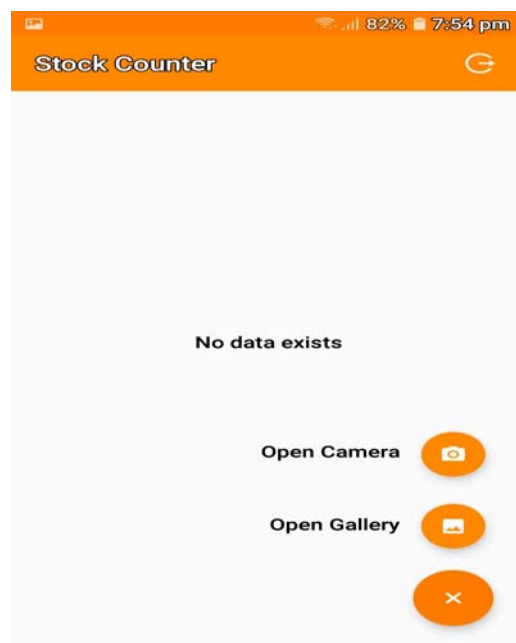 82% 7:54 pm
Stock Counter
No data exists
Open Camera
Open Gallery